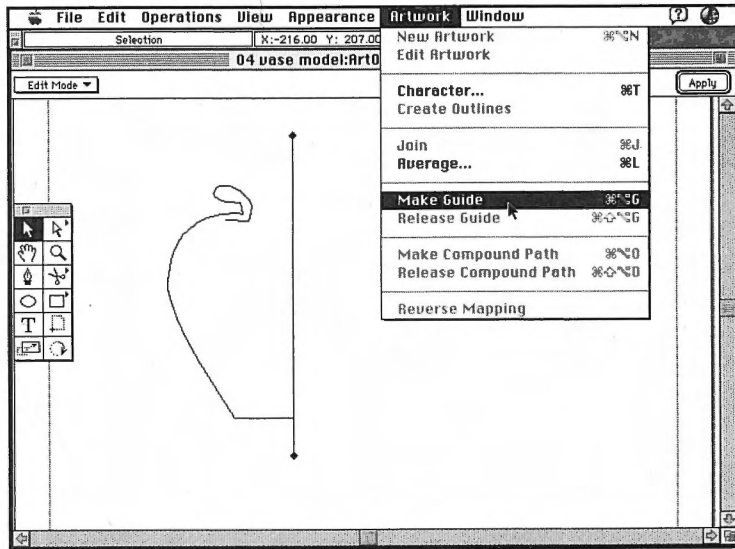 File Edit Operations View Appearance Artwork Window
Selection X:-216.00 Y: 207.00
04 vase model:Art0
Edit Mode
Apply
New Artwork ⌘⌥N
Edit Artwork
Character... ⌘T
Create Outlines
Join ⌘J
Average... ⌘L
Make Guide ⌘⌥G
Release Guide ⌘⇧⌥G
Make Compound Path ⌘⌥O
Release Compound Path ⌘⇧⌥O
Reverse Mapping
T